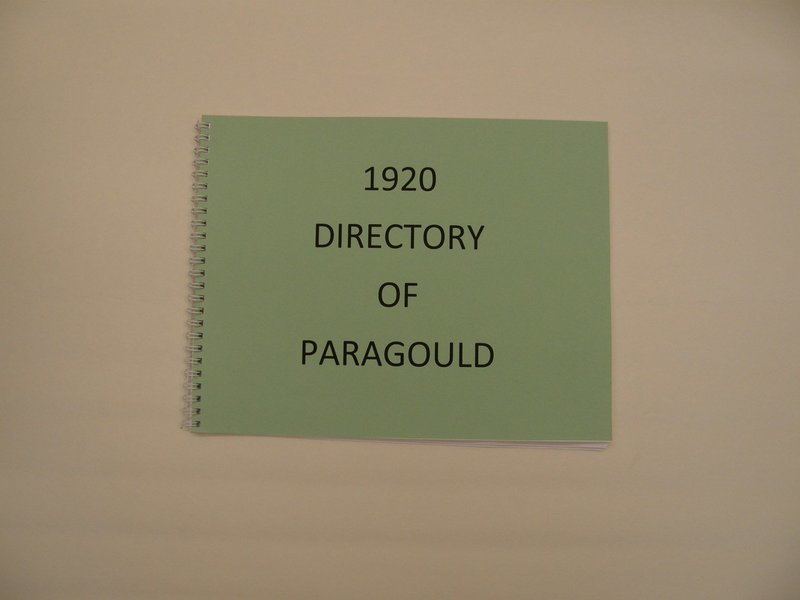 1920
DIRECTORY
OF
PARAGOULD